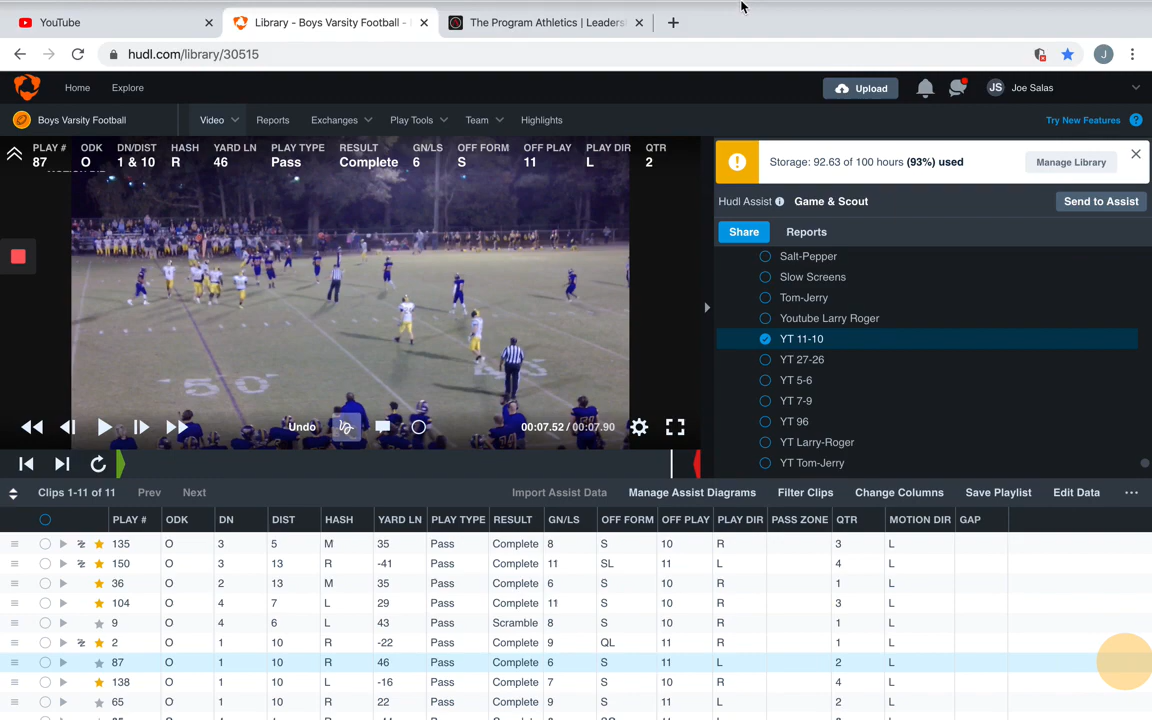 YouTube
Library - Boys Varsity Football -
The Program Athletics | Leaders
hudl.com/library/30515
J
Home
Explore
Upload
JS
Joe Salas
Boys Varsity Football
Video
Reports
Exchanges
Play Tools
Team
Highlights
Try New Features
PLAY # ODK DN/DIST HASH YARD LN PLAY TYPE RESULT GN/LS OFF FORM OFF PLAY PLAY DIR QTR
87 O 1 & 10 R 46 Pass Complete 6 S 11 L 2
Storage: 92.63 of 100 hours (93%) used
Manage Library
Hudl Assist
Game & Scout
Send to Assist
Share
Reports
Salt-Pepper
Slow Screens
Tom-Jerry
Youtube Larry Roger
YT 11-10
YT 27-26
YT 5-6
YT 7-9
YT 96
YT Larry-Roger
YT Tom-Jerry
50
45
Undo
00:07.52 / 00:07.90
Clips 1-11 of 11
Prev
Next
Import Assist Data
Manage Assist Diagrams
Filter Clips
Change Columns
Save Playlist
Edit Data
PLAY # ODK DN DIST HASH YARD LN PLAY TYPE RESULT GN/LS OFF FORM OFF PLAY PLAY DIR PASS ZONE QTR MOTION DIR GAP
135 O 3 5 M 35 Pass Complete 8 S 10 R 3 L
150 O 3 13 R -41 Pass Complete 11 SL 11 L 4 L
36 O 2 13 M 35 Pass Complete 6 S 10 R 1 L
104 O 4 7 L 29 Pass Complete 11 S 10 R 3 L
9 O 4 6 L 43 Pass Scramble 8 S 10 R 1 L
2 O 1 10 R -22 Pass Complete 9 QL 11 L 1 L
87 O 1 10 R 46 Pass Complete 6 S 11 L 2 L
138 O 1 10 L -16 Pass Complete 7 S 10 R 4 L
65 O 1 10 R 22 Pass Complete 9 S 11 L 2 L